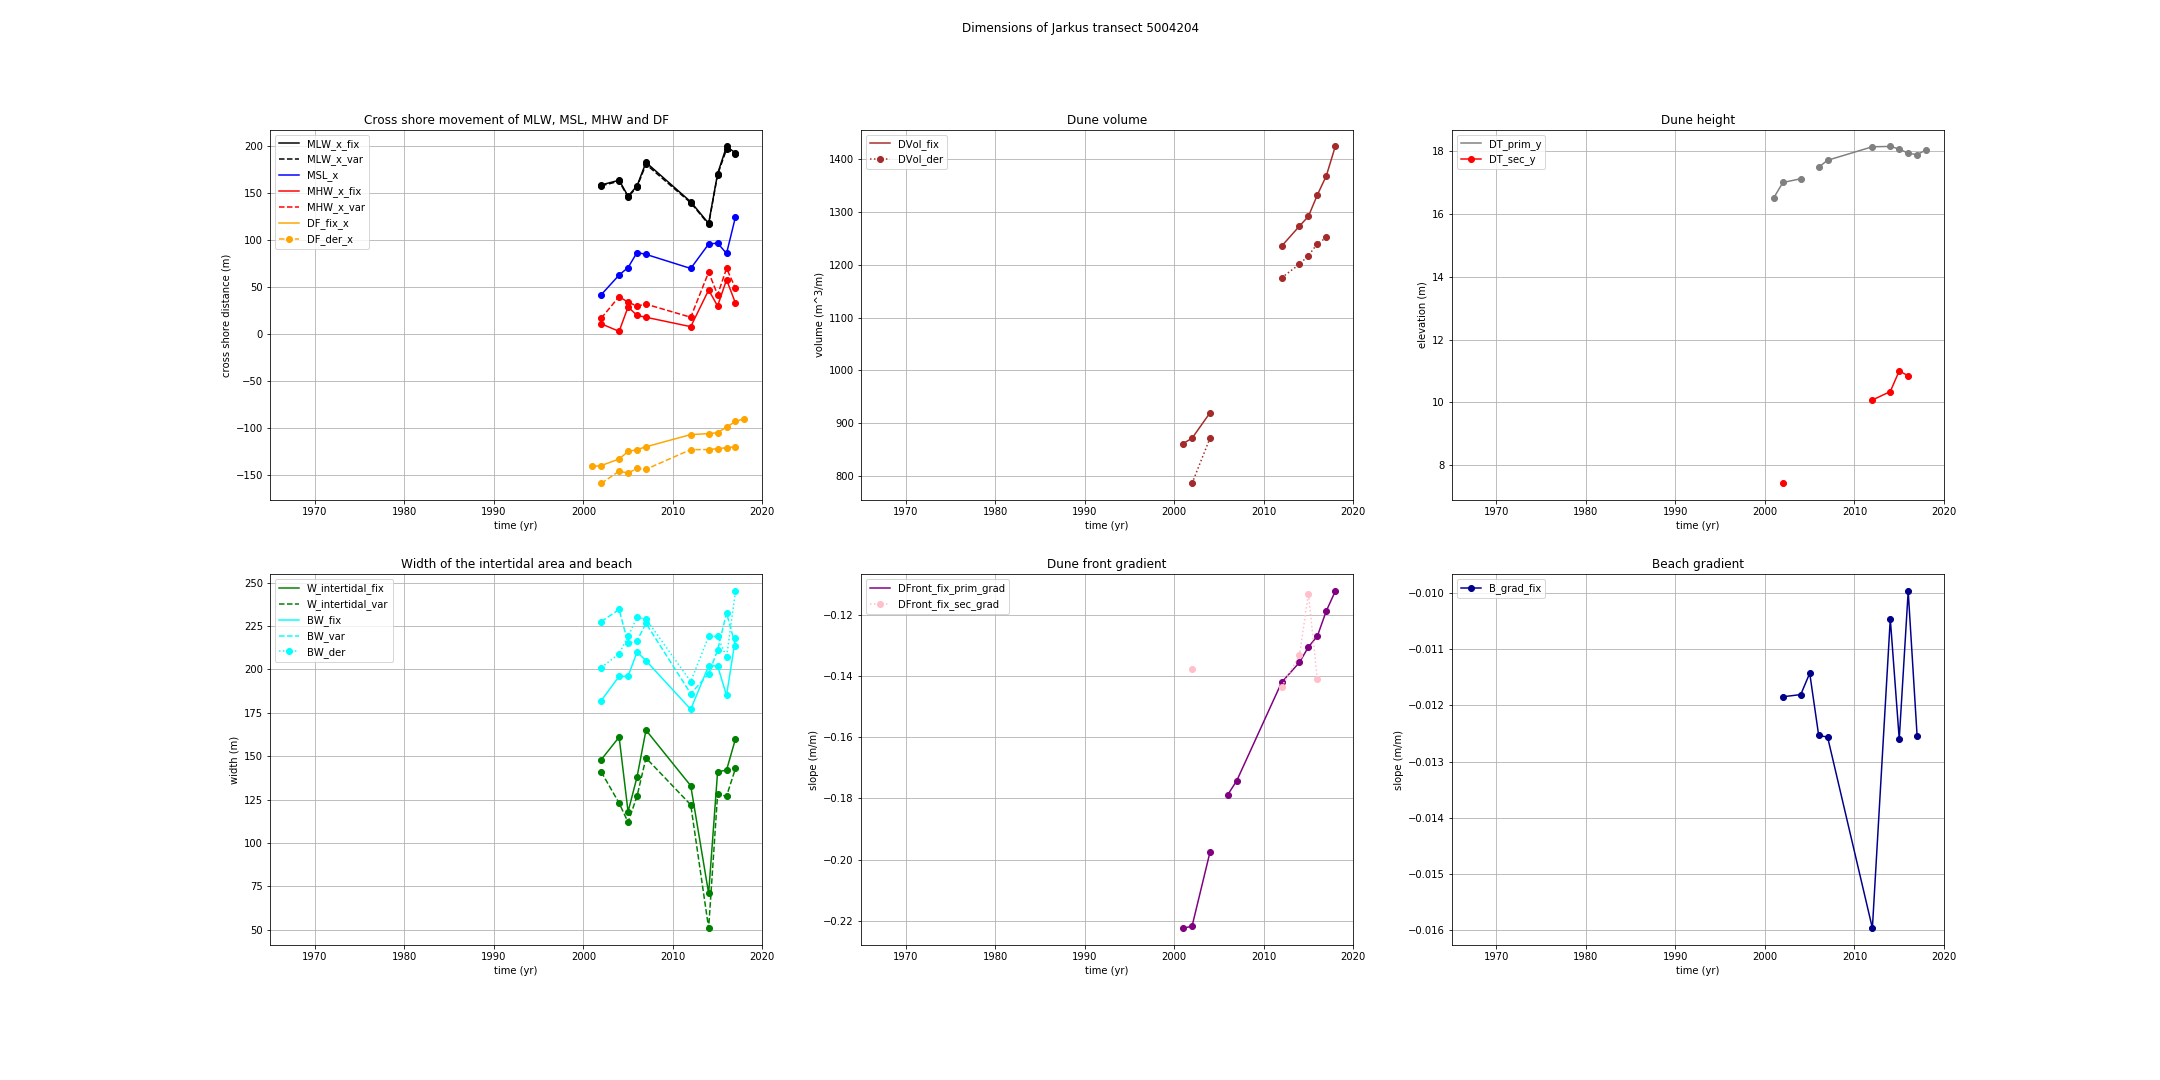 Dimensions of Jarkus transect 5004204
Cross shore movement of MLW, MSL, MHW and DF
MLW_x_fix
MLW_x_var
MSL_x
MHW_x_fix
MHW_x_var
DF_fix_x
DF_der_x
cross shore distance (m)
200
150
100
50
0
−50
−100
−150
1970 1980 1990 2000 2010 2020
time (yr)
Dune volume
DVol_fix
DVol_der
volume (m^3/m)
1400
1300
1200
1100
1000
900
800
1970 1980 1990 2000 2010 2020
time (yr)
Dune height
DT_prim_y
DT_sec_y
elevation (m)
18
16
14
12
10
8
1970 1980 1990 2000 2010 2020
time (yr)
Width of the intertidal area and beach
W_intertidal_fix
W_intertidal_var
BW_fix
BW_var
BW_der
width (m)
250
225
200
175
150
125
100
75
50
1970 1980 1990 2000 2010 2020
time (yr)
Dune front gradient
DFront_fix_prim_grad
DFront_fix_sec_grad
slope (m/m)
−0.12
−0.14
−0.16
−0.18
−0.20
−0.22
1970 1980 1990 2000 2010 2020
time (yr)
Beach gradient
B_grad_fix
slope (m/m)
−0.010
−0.011
−0.012
−0.013
−0.014
−0.015
−0.016
1970 1980 1990 2000 2010 2020
time (yr)